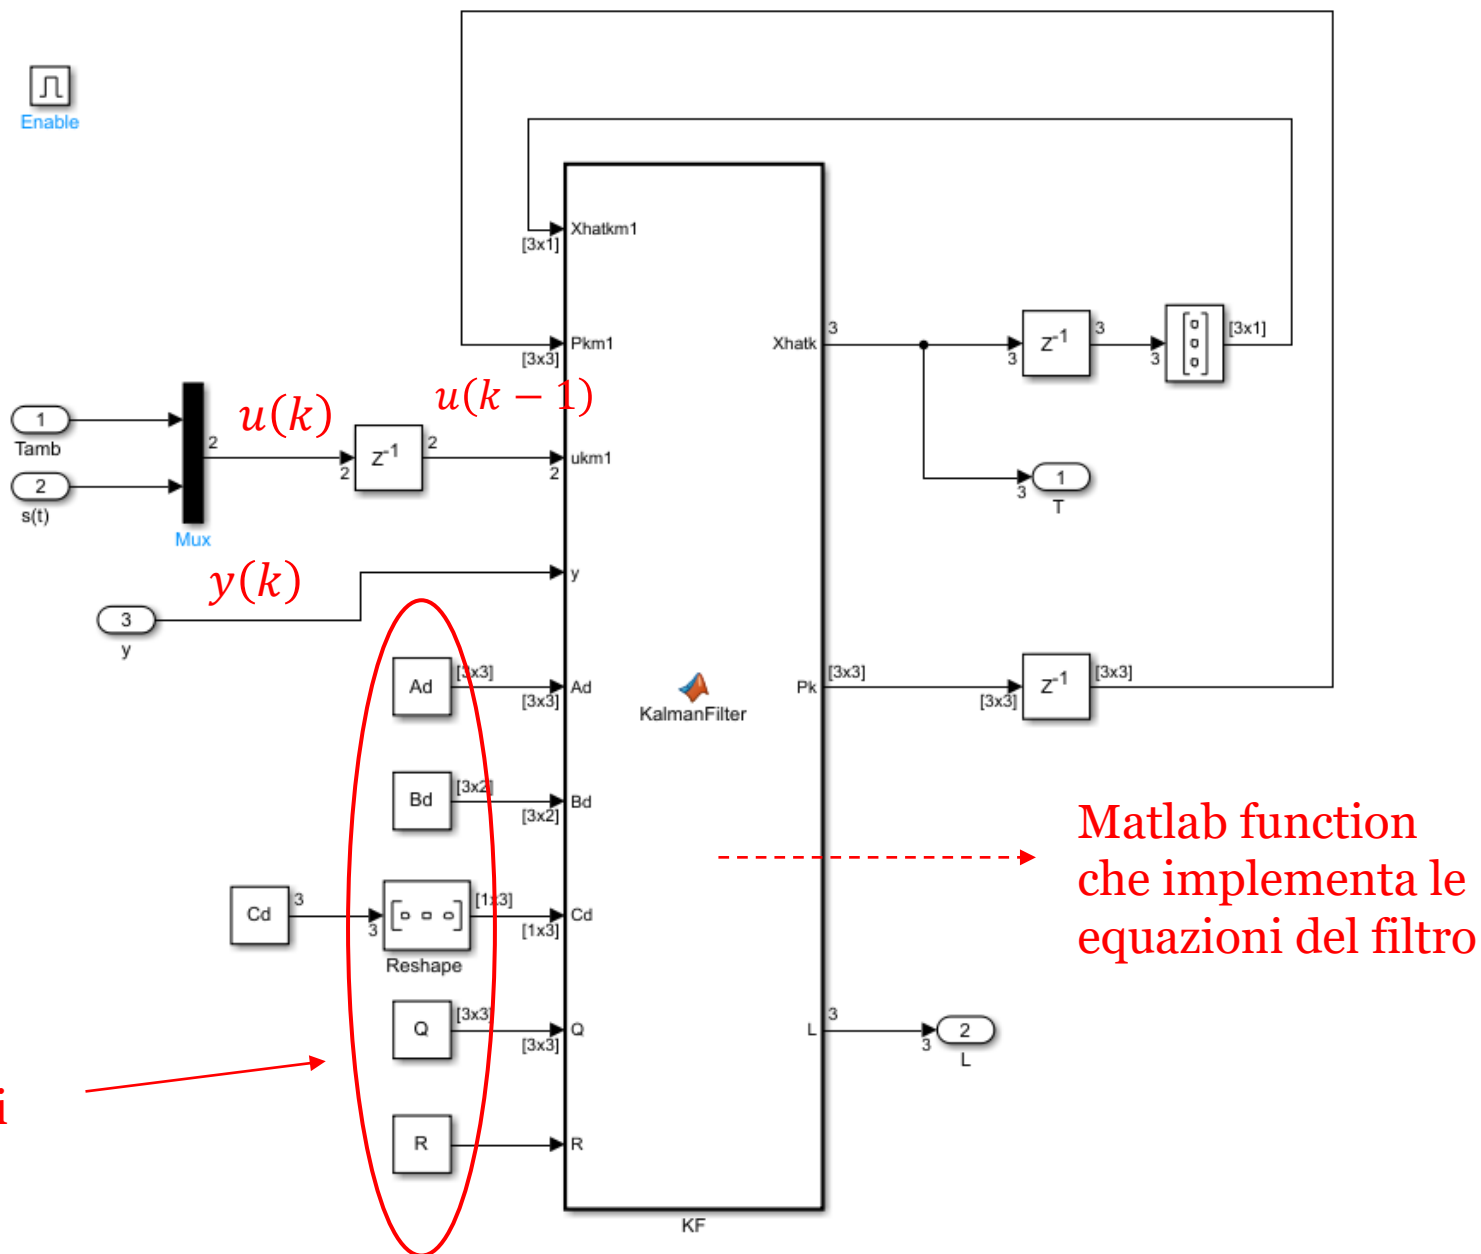 Enable
1
Tamb
2
s(t)
Mux
2
u(k)
2
Z-1
2
u(k − 1)
2
3
y
y(k)
[3x1]
Xhatkm1
[3x3]
Pkm1
ukm1
y
Ad
[3x3]
[3x3]
Ad
Bd
[3x2]
[3x2]
Bd
Cd
3
3
Reshape
[1x3]
[1x3]
Cd
Q
[3x3]
[3x3]
Q
R
R
KalmanFilter
KF
Xhatk
3
3
Z-1
3
3
[3x1]
3
1
T
Pk
[3x3]
[3x3]
Z-1
[3x3]
L
3
3
2
L
Matlab function
che implementa le
equazioni del filtro
i